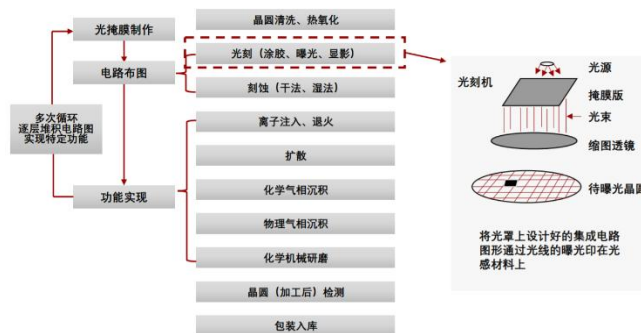 光掩膜制作
电路布图
多次循环
逐层堆积电路图
实现特定功能
功能实现
晶圆清洗、热氧化
光刻（涂胶、曝光、显影）
刻蚀（干法、湿法）
离子注入、退火
扩散
化学气相沉积
物理气相沉积
化学机械研磨
晶圆（加工后）检测
包装入库
光刻机
光源
掩膜版
光束
缩图透镜
待曝光晶圆
将光罩上设计好的集成电路
图形通过光线的曝光印在光
感材料上